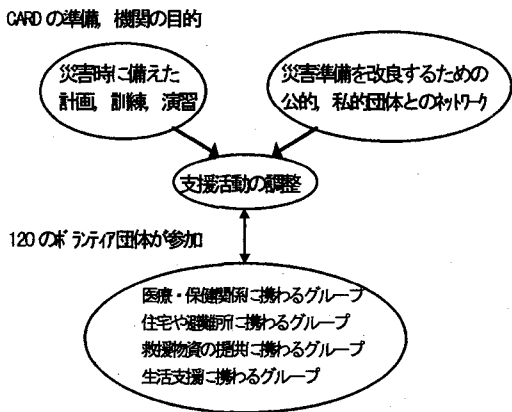 CARDの準備, 機関の目的
災害時に備えた
計画, 訓練, 演習
災害準備を改良するための
公的, 私的団体とのネットワーク
支援活動の調整
120のボランティア団体が参加
医療・保健関係に携わるグループ
住宅や避難所に携わるグループ
救援物資の提供に携わるグループ
生活支援に携わるグループ